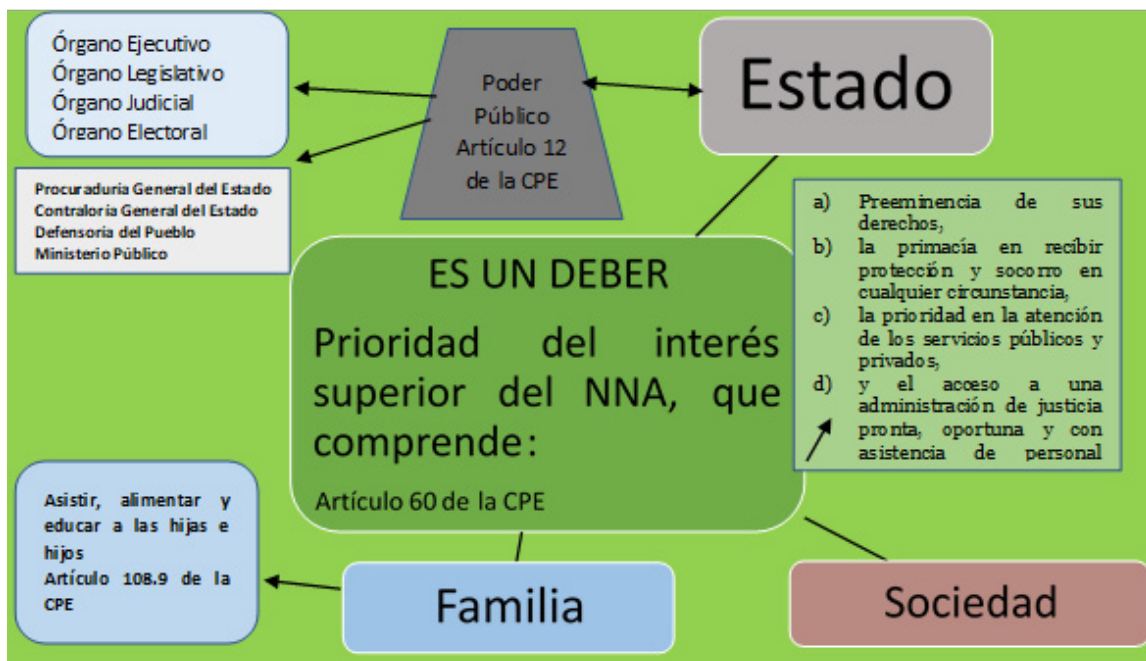 Órgano Ejecutivo
Órgano Legislativo
Órgano Judicial
Órgano Electoral
Procuraduría General del Estado
Contraloría General del Estado
Defensoría del Pueblo
Ministerio Público
Poder
Público
Artículo 12
de la CPE
Estado
ES UN DEBER
Prioridad del interés
superior del NNA, que
comprende:
Artículo 60 de la CPE
a) Preeminencia de sus
derechos,
b) la primacía en recibir
protección y socorro en
cualquier circunstancia,
c) la prioridad en la atención
de los servicios públicos y
privados,
d) y el acceso a una
administración de justicia
pronta, oportuna y con
asistencia de personal
Asistir, alimentar y
educar a las hijas e
hijos
Artículo 108.9 de la
CPE
Familia
Sociedad